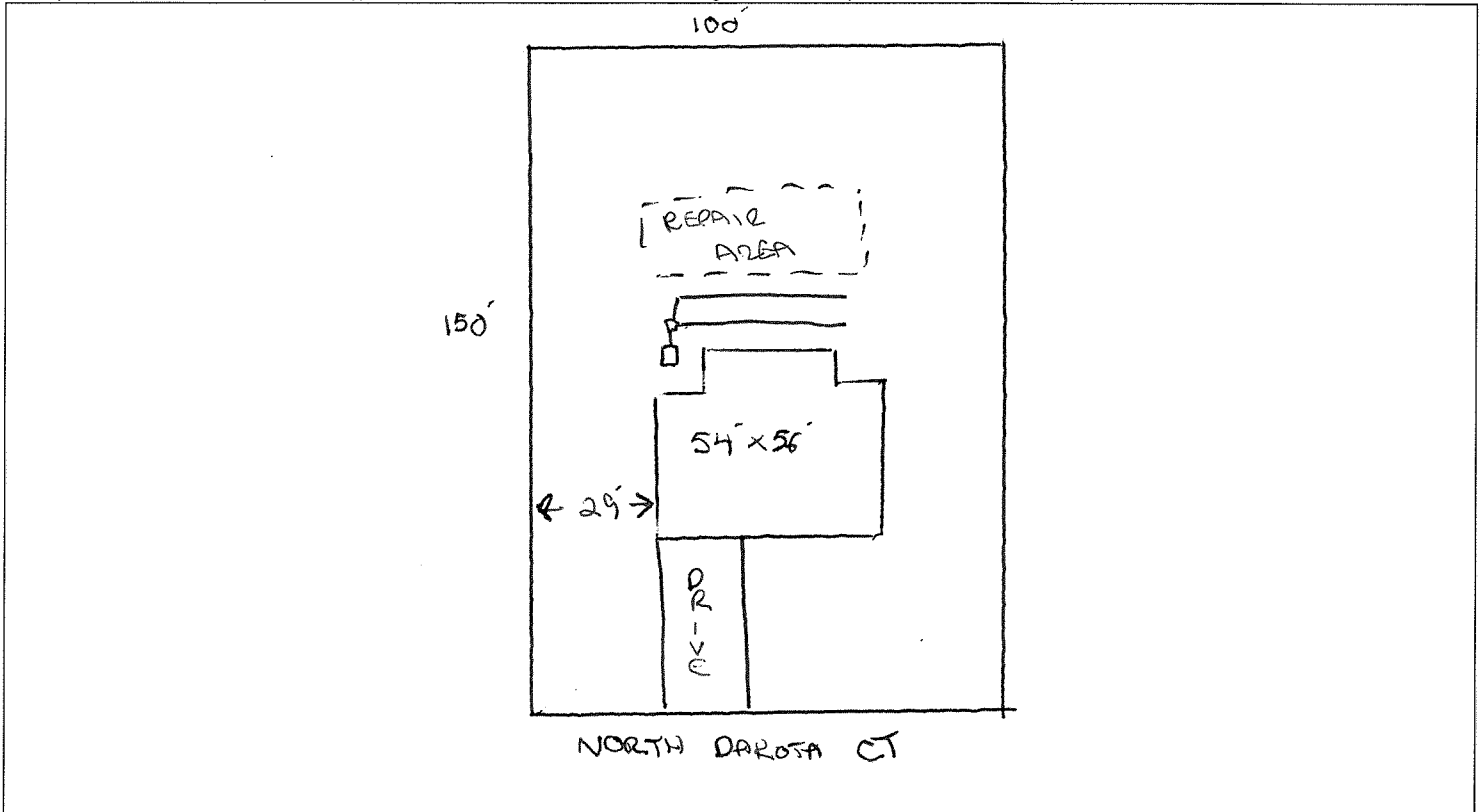 100'
REPAIR
AREA
150'
54' x 56'
29'
DRIVE
NORTH DAKOTA CT